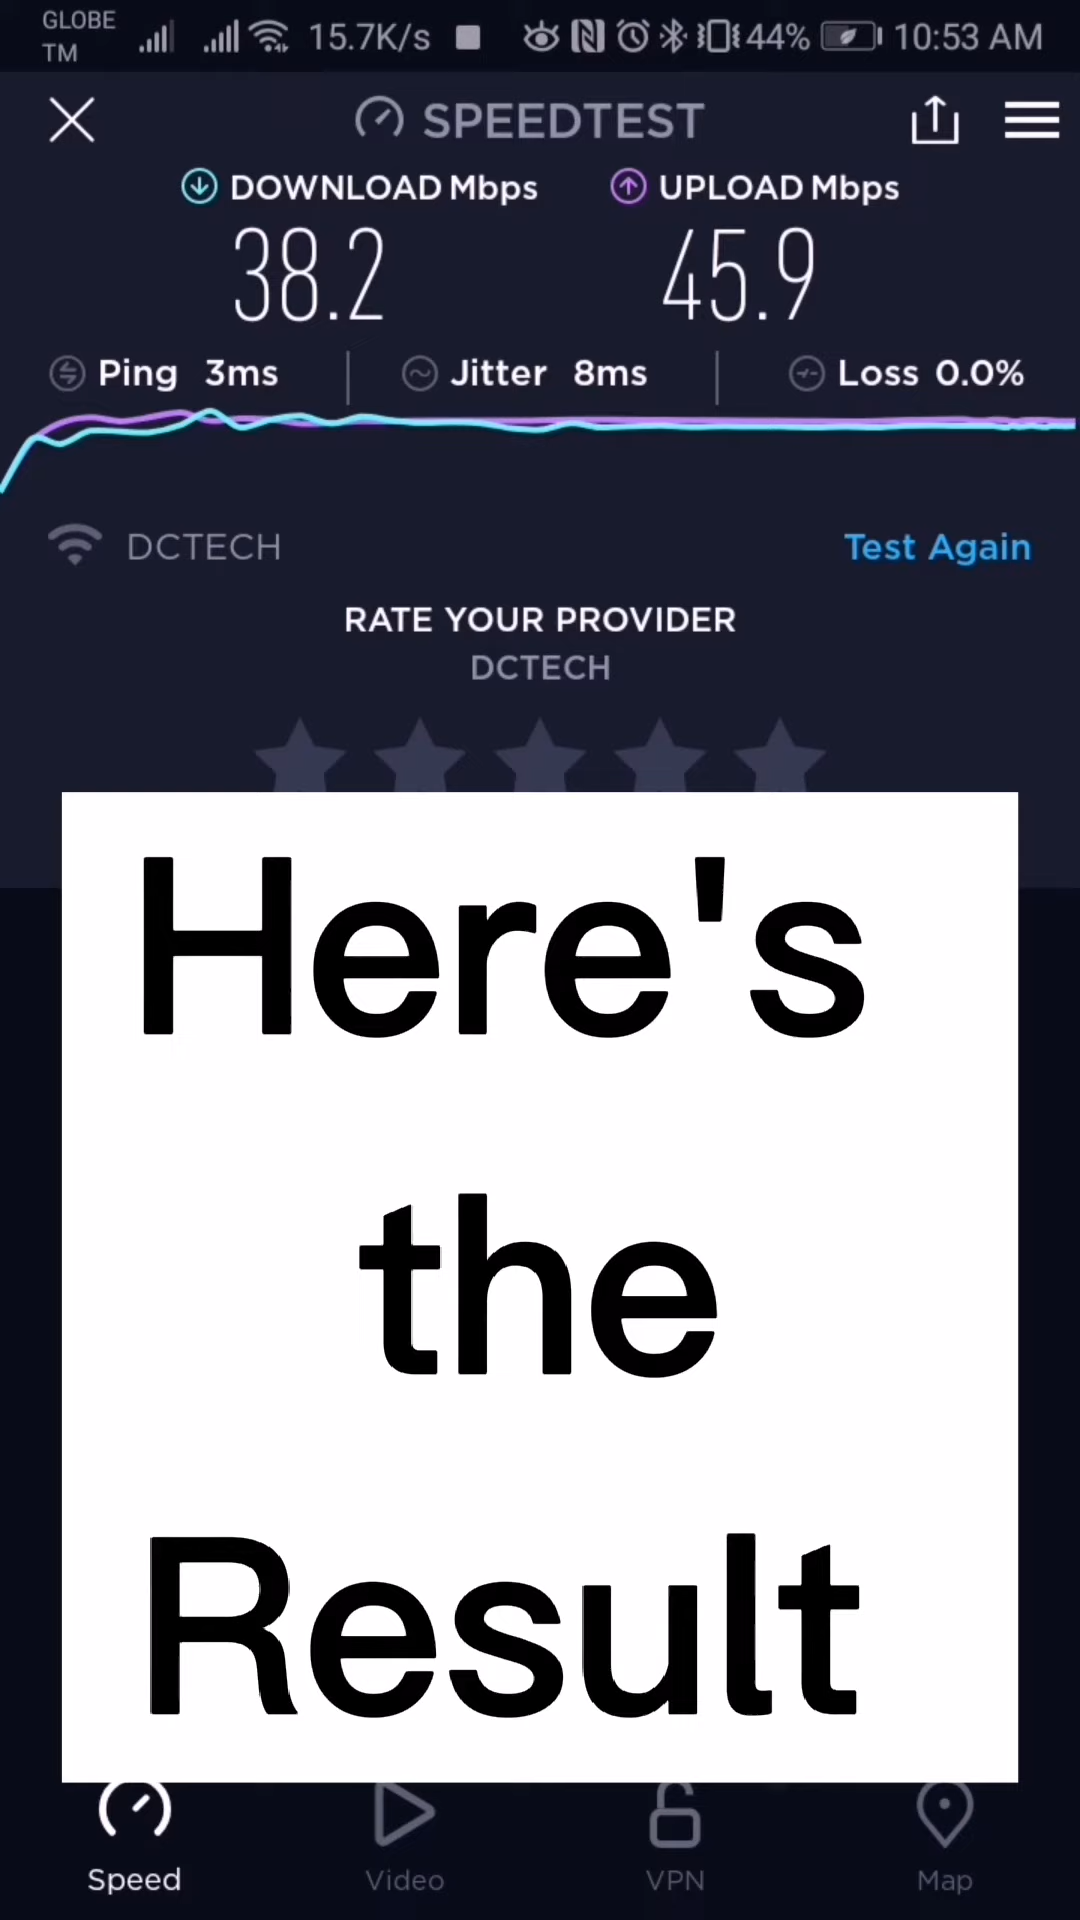 GLOBE
TM
15.7K/s
44%
10:53 AM
SPEEDTEST
DOWNLOAD Mbps
UPLOAD Mbps
38.2
45.9
Ping 3ms
Jitter 8ms
Loss 0.0%
DCTECH
Test Again
RATE YOUR PROVIDER
DCTECH
Here's
the
Result
Speed
Video
VPN
Map